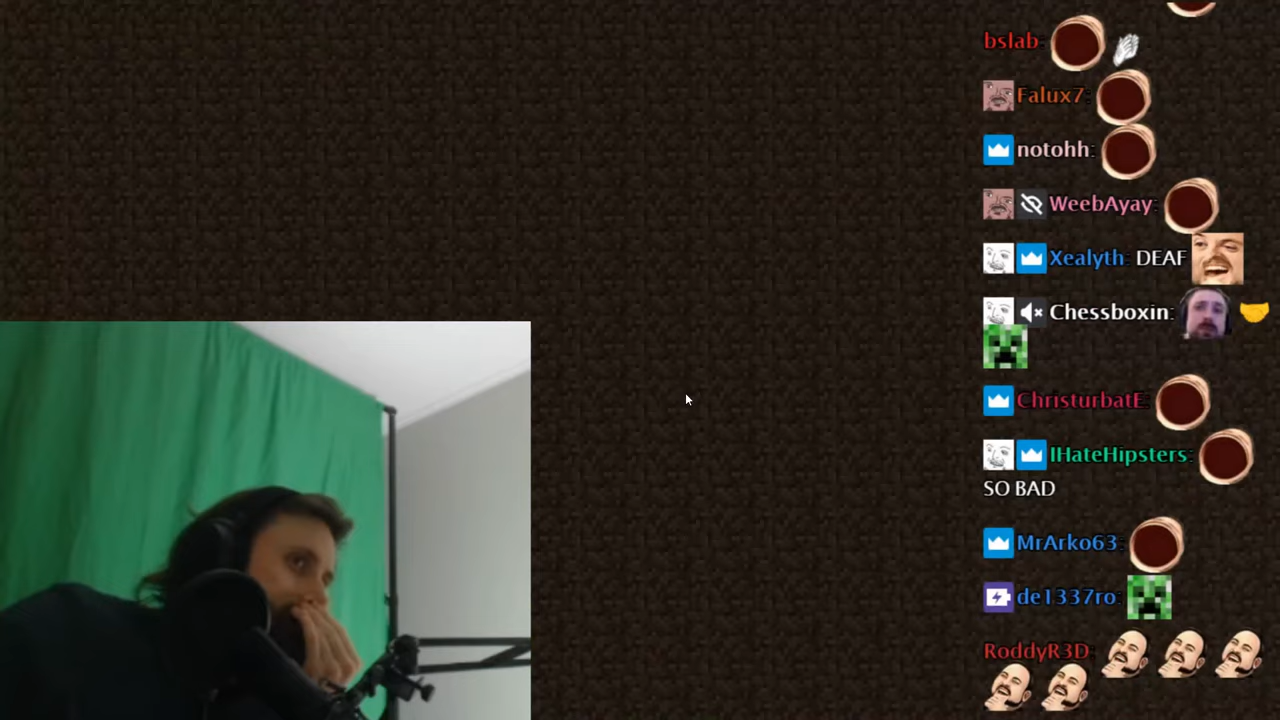 bslab:
Falux7:
notohh:
WeebAyay:
Xealyth: DEAF
Chessboxin:
ChristurbatE:
IHateHipsters:
SO BAD
MrArko63:
de1337ro:
RoddyR3D: